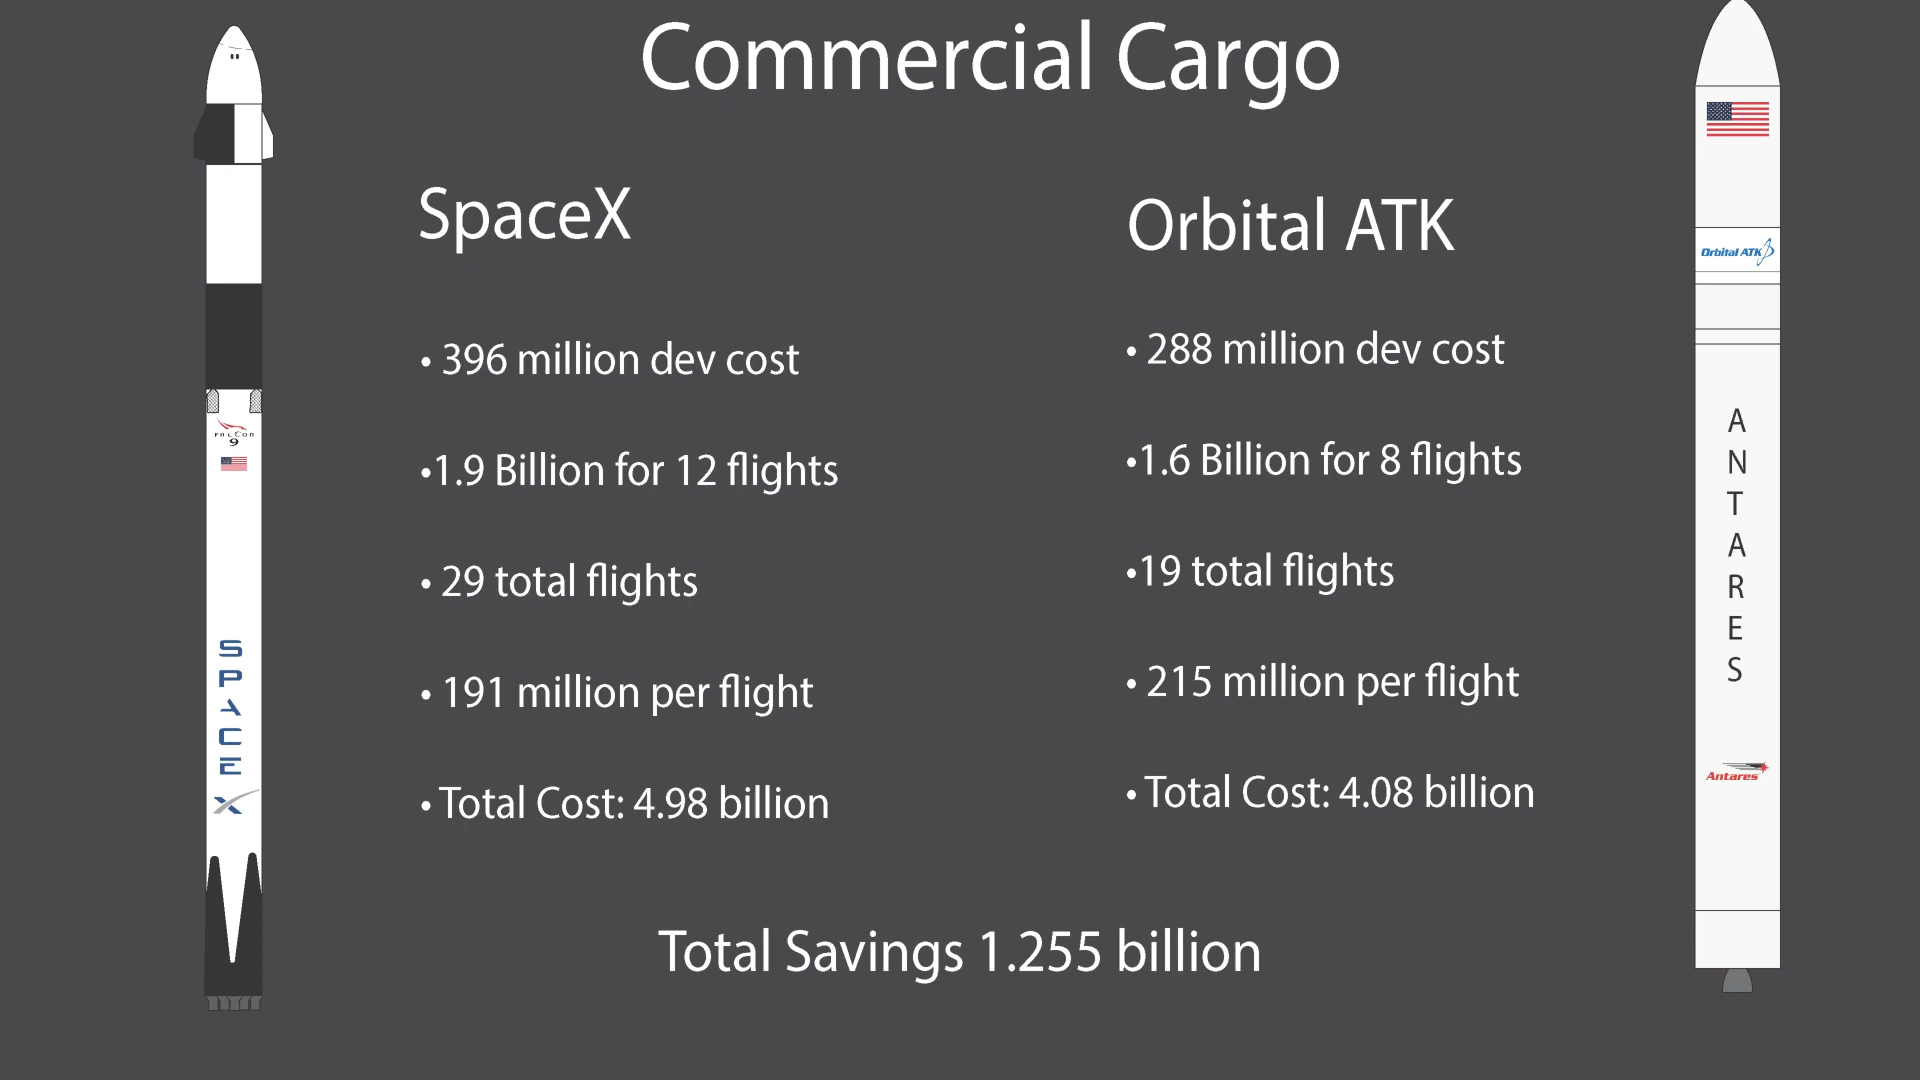 Commercial Cargo
SpaceX
• 396 million dev cost
•1.9 Billion for 12 flights
• 29 total flights
• 191 million per flight
• Total Cost: 4.98 billion
Orbital ATK
• 288 million dev cost
•1.6 Billion for 8 flights
•19 total flights
• 215 million per flight
• Total Cost: 4.08 billion
Total Savings 1.255 billion
FALCON
9
SPACE
X
Orbital ATK
ANTARES
Antares